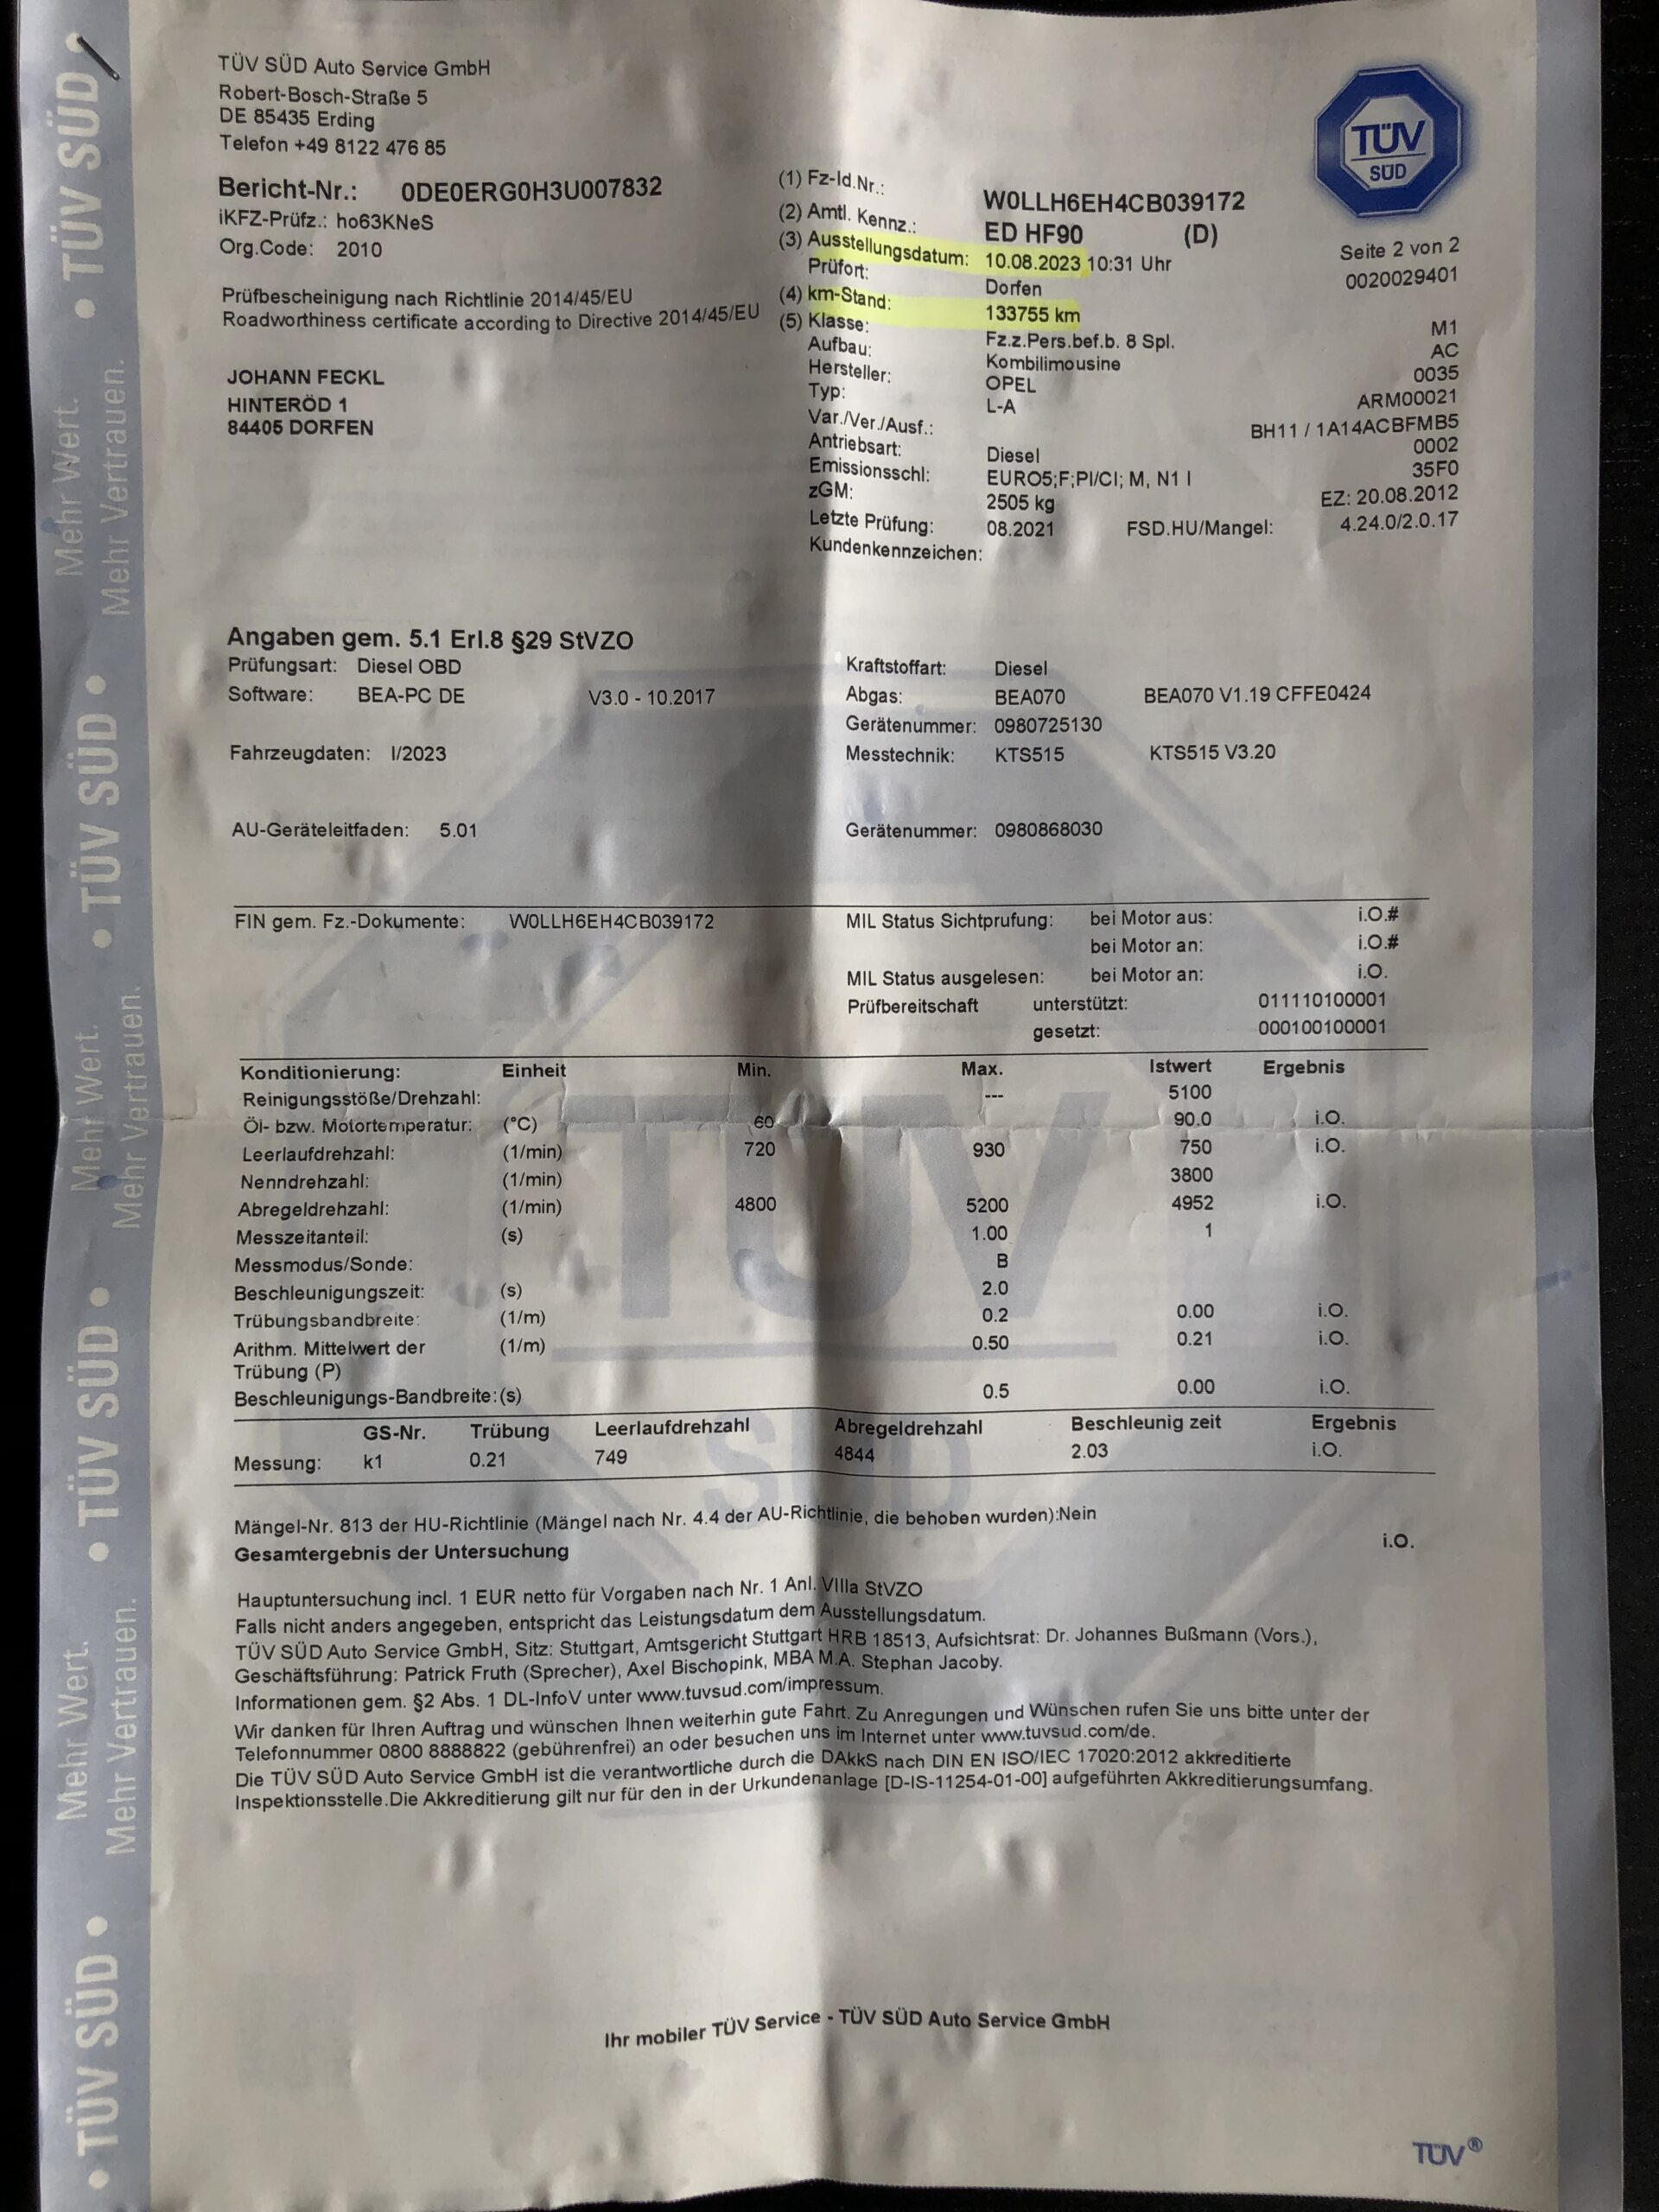 TÜV SÜD Auto Service GmbH
Robert-Bosch-Straße 5
DE 85435 Erding
Telefon +49 8122 476 85
TÜV
SÜD
Bericht-Nr.: 0DE0ERG0H3U007832
iKFZ-Prüfz.: ho63KNeS
Org.Code: 2010
Prüfbescheinigung nach Richtlinie 2014/45/EU
Roadworthiness certificate according to Directive 2014/45/EU
JOHANN FECKL
HINTERÖD 1
84405 DORFEN
(1) Fz-Id.Nr.: W0LLH6EH4CB039172
(2) Amtl. Kennz.: ED HF90 (D)
(3) Ausstellungsdatum: 10.08.2023 10:31 Uhr
Seite 2 von 2
Prüfort: Dorfen
0020029401
(4) km-Stand: 133755 km
(5) Klasse: Fz.z.Pers.bef.b. 8 Spl. M1
Aufbau: Kombilimousine AC
Hersteller: OPEL 0035
Typ: L-A ARM00021
Var./Ver./Ausf.: BH11 / 1A14ACBFMB5
Antriebsart: Diesel 0002
Emissionsschl: EURO5;F;PI/CI; M, N1 I 35F0
zGM: 2505 kg EZ: 20.08.2012
Letzte Prüfung: 08.2021 FSD.HU/Mangel: 4.24.0/2.0.17
Kundenkennzeichen:
Angaben gem. 5.1 Erl.8 §29 StVZO
Prüfungsart: Diesel OBD Kraftstoffart: Diesel
Software: BEA-PC DE V3.0 - 10.2017 Abgas: BEA070 BEA070 V1.19 CFFE0424
Gerätenummer: 0980725130
Fahrzeugdaten: I/2023 Messtechnik: KTS515 KTS515 V3.20
AU-Geräteleitfaden: 5.01 Gerätenummer: 0980868030
FIN gem. Fz.-Dokumente: W0LLH6EH4CB039172 MIL Status Sichtprüfung: bei Motor aus: i.O.#
bei Motor an: i.O.#
MIL Status ausgelesen: bei Motor an: i.O.
Prüfbereitschaft unterstützt: 011110100001
gesetzt: 000100100001
Konditionierung: Einheit Min. Max. Istwert Ergebnis
Reinigungsstöße/Drehzahl: --- 5100
Öl- bzw. Motortemperatur: (°C) 60 90.0 i.O.
Leerlaufdrehzahl: (1/min) 720 930 750 i.O.
Nenndrehzahl: (1/min) 3800
Abregeldrehzahl: (1/min) 4800 5200 4952 i.O.
Messzeitanteil: (s) 1.00 1
Messmodus/Sonde: B
Beschleunigungszeit: (s) 2.0
Trübungsbandbreite: (1/m) 0.2 0.00 i.O.
Arithm. Mittelwert der (1/m) 0.50 0.21 i.O.
Trübung (P)
Beschleunigungs-Bandbreite: (s) 0.5 0.00 i.O.
GS-Nr. Trübung Leerlaufdrehzahl Abregeldrehzahl Beschleunig zeit Ergebnis
Messung: k1 0.21 749 4844 2.03 i.O.
Mängel-Nr. 813 der HU-Richtlinie (Mängel nach Nr. 4.4 der AU-Richtlinie, die behoben wurden):Nein
Gesamtergebnis der Untersuchung i.O.
Hauptuntersuchung incl. 1 EUR netto für Vorgaben nach Nr. 1 Anl. VIIIa StVZO
Falls nicht anders angegeben, entspricht das Leistungsdatum dem Ausstellungsdatum.
TÜV SÜD Auto Service GmbH, Sitz: Stuttgart, Amtsgericht Stuttgart HRB 18513, Aufsichtsrat: Dr. Johannes Bußmann (Vors.),
Geschäftsführung: Patrick Fruth (Sprecher), Axel Bischopink, MBA M.A. Stephan Jacoby.
Informationen gem. §2 Abs. 1 DL-InfoV unter www.tuvsud.com/impressum.
Wir danken für Ihren Auftrag und wünschen Ihnen weiterhin gute Fahrt. Zu Anregungen und Wünschen rufen Sie uns bitte unter der
Telefonnummer 0800 8888822 (gebührenfrei) an oder besuchen uns im Internet unter www.tuvsud.com/de.
Die TÜV SÜD Auto Service GmbH ist die verantwortliche durch die DAkkS nach DIN EN ISO/IEC 17020:2012 akkreditierte
Inspektionsstelle.Die Akkreditierung gilt nur für den in der Urkundenanlage [D-IS-11254-01-00] aufgeführten Akkreditierungsumfang.
Ihr mobiler TÜV Service - TÜV SÜD Auto Service GmbH
TÜV®
• TÜV SÜD • Mehr Wert. Mehr Vertrauen. • TÜV SÜD • Mehr Wert. Mehr Vertrauen. • TÜV SÜD • Mehr Wert. Mehr Vertrauen. • TÜV SÜD •
TÜV
SÜD